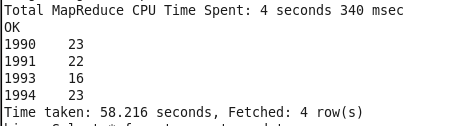 Total MapReduce CPU Time Spent: 4 seconds 340 msec
OK
1990    23
1991    22
1993    16
1994    23
Time taken: 58.216 seconds, Fetched: 4 row(s)